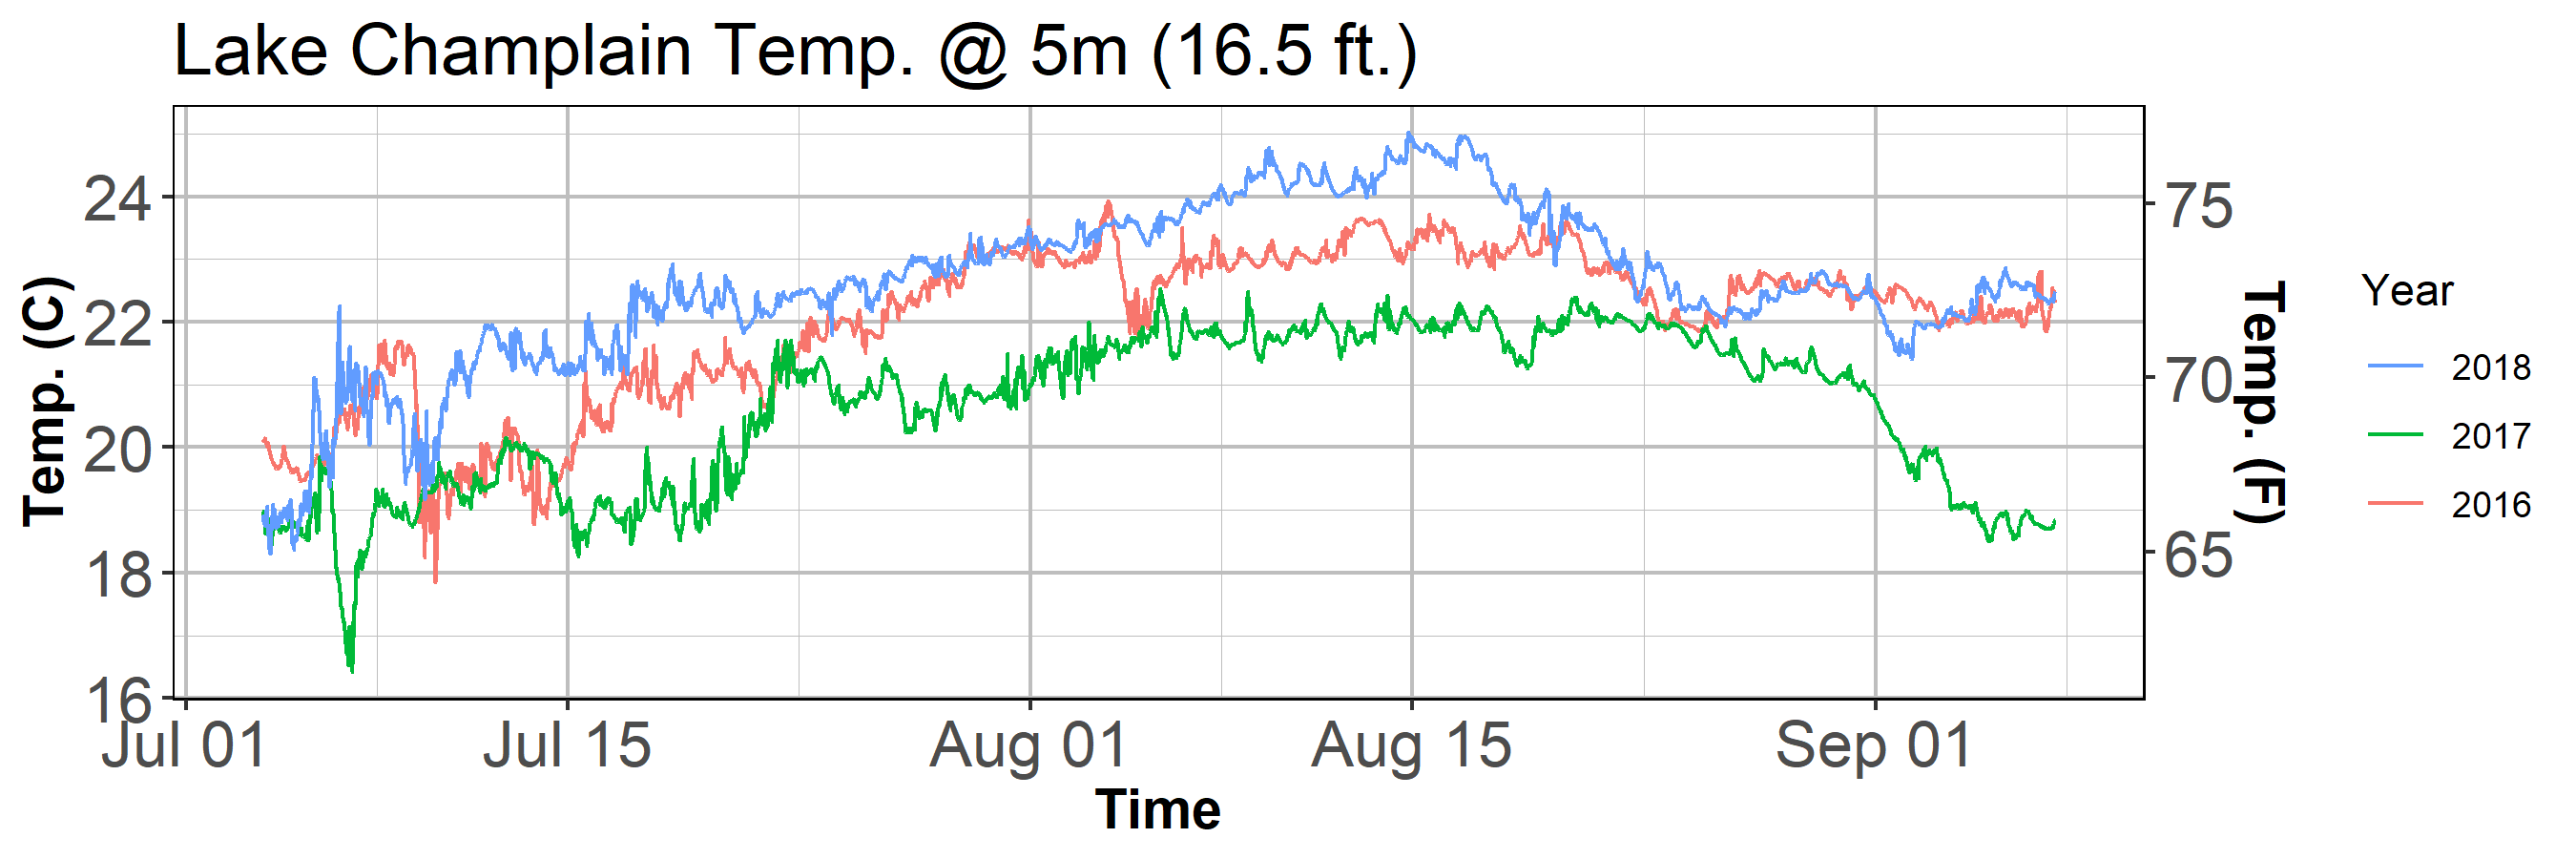 Lake Champlain Temp. @ 5m (16.5 ft.)
Temp. (C)
24
22
20
18
16
75
70
65
Temp. (F)
Jul 01
Jul 15
Aug 01
Aug 15
Sep 01
Time
Year
2018
2017
2016